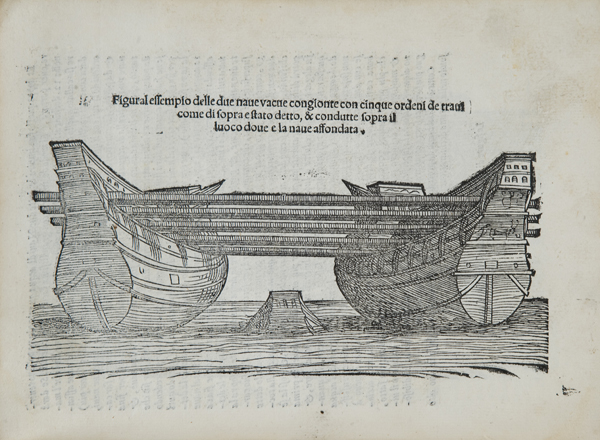 Figural essempio delle due naue vacue congionte con cinque ordeni de traui
come di sopra e stato detto, & condutte sopra il
luoco doue e la naue affondata.